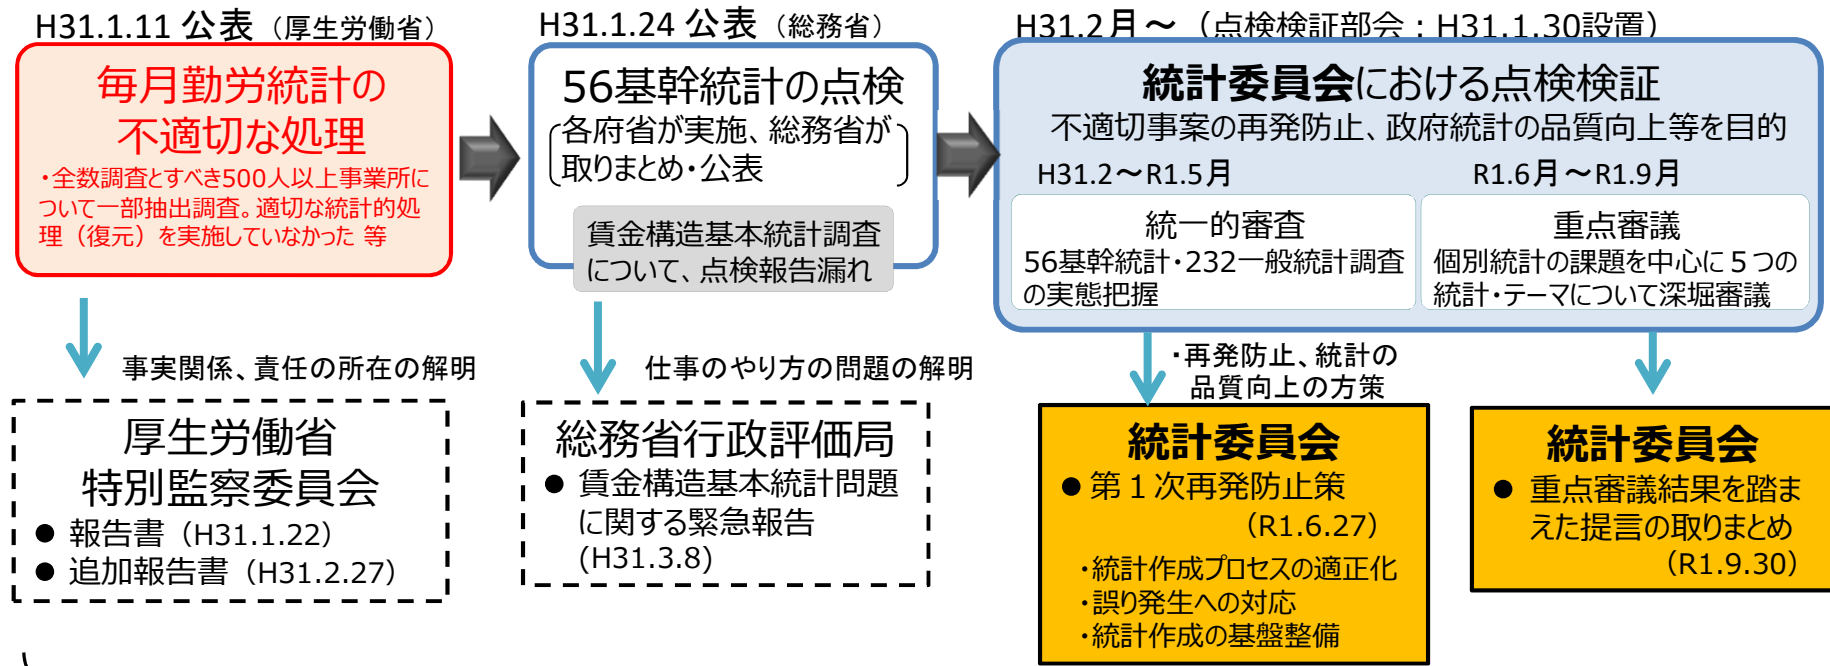 H31.1.11 公表（厚生労働省）
毎月勤労統計の
不適切な処理
・全数調査とすべき500人以上事業所に
ついて一部抽出調査。適切な統計的処
理（復元）を実施していなかった 等
事実関係、責任の所在の解明
厚生労働省
特別監察委員会
● 報告書（H31.1.22）
● 追加報告書（H31.2.27）
H31.1.24 公表（総務省）
56基幹統計の点検
各府省が実施、総務省が
取りまとめ・公表
賃金構造基本統計調査
について、点検報告漏れ
仕事のやり方の問題の解明
総務省行政評価局
● 賃金構造基本統計問題
に関する緊急報告
(H31.3.8)
H31.2月～（点検検証部会：H31.1.30設置）
統計委員会における点検検証
不適切事案の再発防止、政府統計の品質向上等を目的
H31.2～R1.5月
統一的審査
56基幹統計・232一般統計調査
の実態把握
R1.6月～R1.9月
重点審議
個別統計の課題を中心に５つの
統計・テーマについて深堀審議
・再発防止、統計の
品質向上の方策
統計委員会
● 第１次再発防止策
（R1.6.27）
・統計作成プロセスの適正化
・誤り発生への対応
・統計作成の基盤整備
統計委員会
● 重点審議結果を踏ま
えた提言の取りまとめ
（R1.9.30）